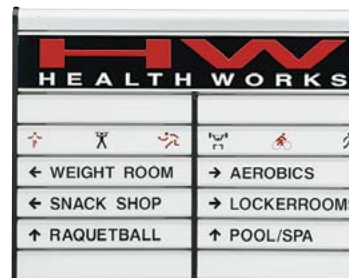 HW
HEALTH WORKS
← WEIGHT ROOM
→ AEROBICS
← SNACK SHOP
→ LOCKERROOMS
↑ RAQUETBALL
↑ POOL/SPA